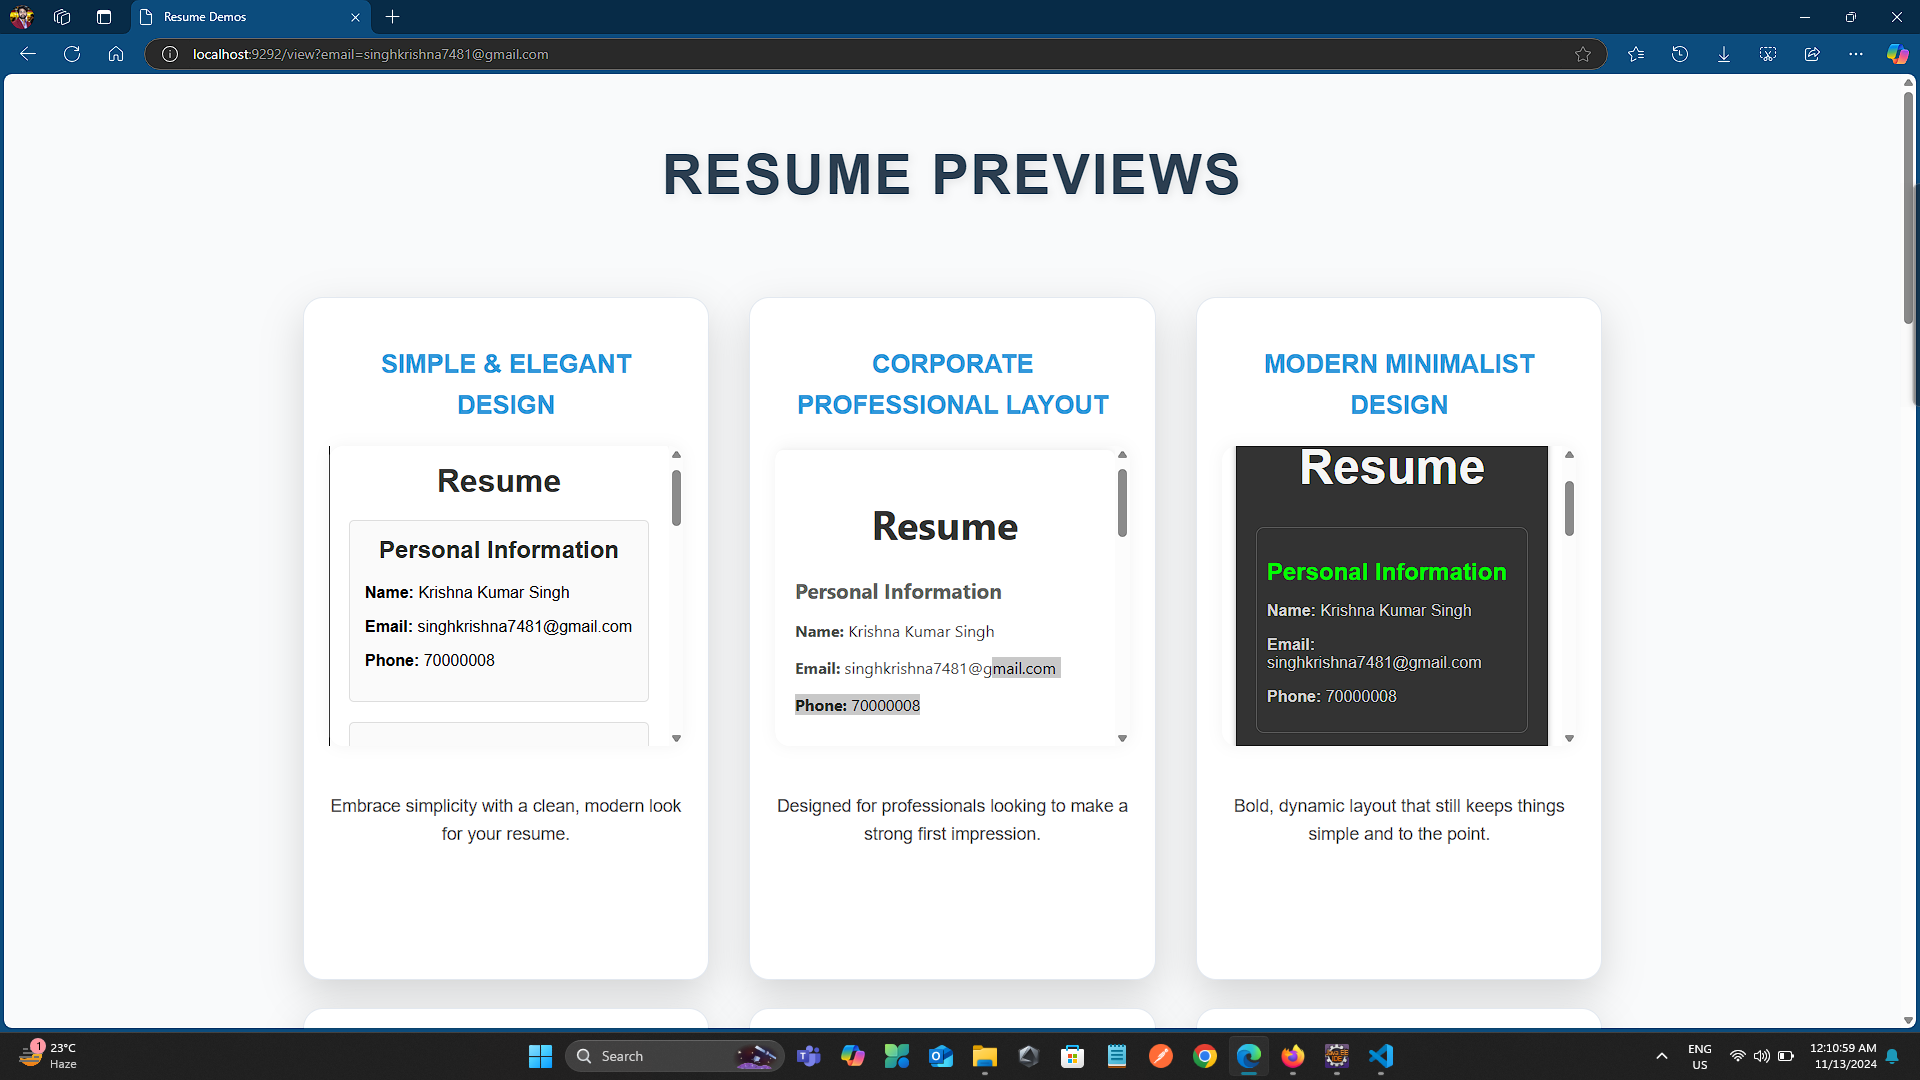 Resume Demos
localhost:9292/view?email=singhkrishna7481@gmail.com
RESUME PREVIEWS
SIMPLE & ELEGANT
DESIGN
Resume
Personal Information
Name: Krishna Kumar Singh
Email: singhkrishna7481@gmail.com
Phone: 70000008
Embrace simplicity with a clean, modern look
for your resume.
CORPORATE
PROFESSIONAL LAYOUT
Resume
Personal Information
Name: Krishna Kumar Singh
Email: singhkrishna7481@gmail.com
Phone: 70000008
Designed for professionals looking to make a
strong first impression.
MODERN MINIMALIST
DESIGN
Resume
Personal Information
Name: Krishna Kumar Singh
Email:
singhkrishna7481@gmail.com
Phone: 70000008
Bold, dynamic layout that still keeps things
simple and to the point.
1
23°C
Haze
Search
ENG
US
12:10:59 AM
11/13/2024